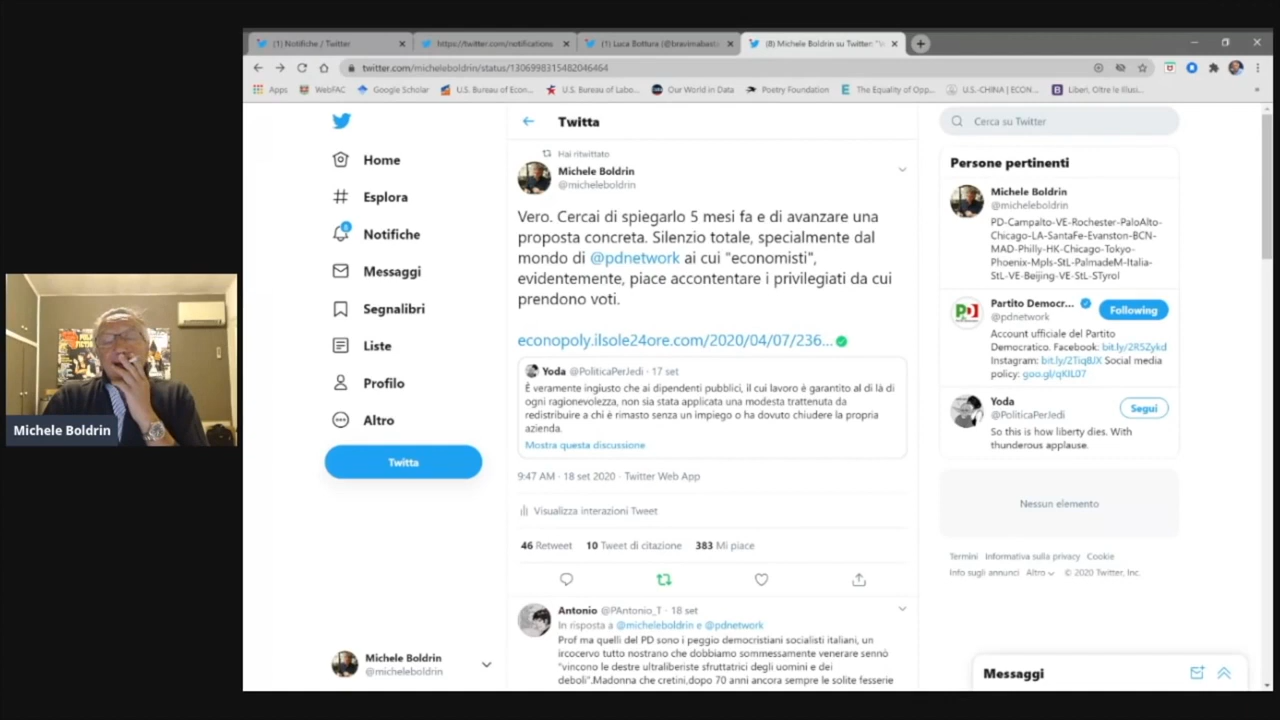 (1) Notifiche / Twitter
https://twitter.com/notifications
(1) Luca Bottura (@bravimabast
(8) Michele Boldrin su Twitter: "V
twitter.com/micheleboldrin/status/1306998315482046464
Apps
WebFAC
Google Scholar
U.S. Bureau of Econ...
U.S. Bureau of Labo...
Our World in Data
Poetry Foundation
The Equality of Opp...
U.S.-CHINA | ECON...
Liberi, Oltre le Illusi...
Home
Esplora
Notifiche
Messaggi
Segnalibri
Liste
Profilo
Altro
Twitta
Michele Boldrin
@micheleboldrin
Twitta
Hai ritwittato
Michele Boldrin
@micheleboldrin
Vero. Cercai di spiegarlo 5 mesi fa e di avanzare una
proposta concreta. Silenzio totale, specialmente dal
mondo di @pdnetwork ai cui "economisti",
evidentemente, piace accontentare i privilegiati da cui
prendono voti.
econopoly.ilsole24ore.com/2020/04/07/236...
Yoda @PoliticaPerJedi · 17 set
È veramente ingiusto che ai dipendenti pubblici, il cui lavoro è garantito al di là di
ogni ragionevolezza, non sia stata applicata una modesta trattenuta da
redistribuire a chi è rimasto senza un impiego o ha dovuto chiudere la propria
azienda.
Mostra questa discussione
9:47 AM · 18 set 2020 · Twitter Web App
Visualizza interazioni Tweet
46 Retweet 10 Tweet di citazione 383 Mi piace
Antonio @PAntonio_T · 18 set
In risposta a @micheleboldrin e @pdnetwork
Prof ma quelli del PD sono i peggio democristiani socialisti italiani, un
ircocervo tutto nostrano che dobbiamo sommessamente venerare sennò
"vincono le destre ultraliberiste sfruttatrici degli uomini e dei
deboli".Madonna che cretini,dopo 70 anni ancora sempre le solite fesserie
Cerca su Twitter
Persone pertinenti
Michele Boldrin
@micheleboldrin
PD-Campalto-VE-Rochester-PaloAlto-
Chicago-LA-SantaFe-Evanston-BCN-
MAD-Philly-HK-Chicago-Tokyo-
Phoenix-Mpls-StL-PalmadeM-Italia-
StL-VE-Beijing-VE-StL-STyrol
Partito Democr...
@pdnetwork
Following
Account ufficiale del Partito
Democratico. Facebook: bit.ly/2R5Zykd
Instagram: bit.ly/2Tiq8JX Social media
policy: goo.gl/qKIL07
Yoda
@PoliticaPerJedi
Segui
So this is how liberty dies. With
thunderous applause.
Nessun elemento
Termini Informativa sulla privacy Cookie
Info sugli annunci Altro © 2020 Twitter, Inc.
Messaggi
Michele Boldrin